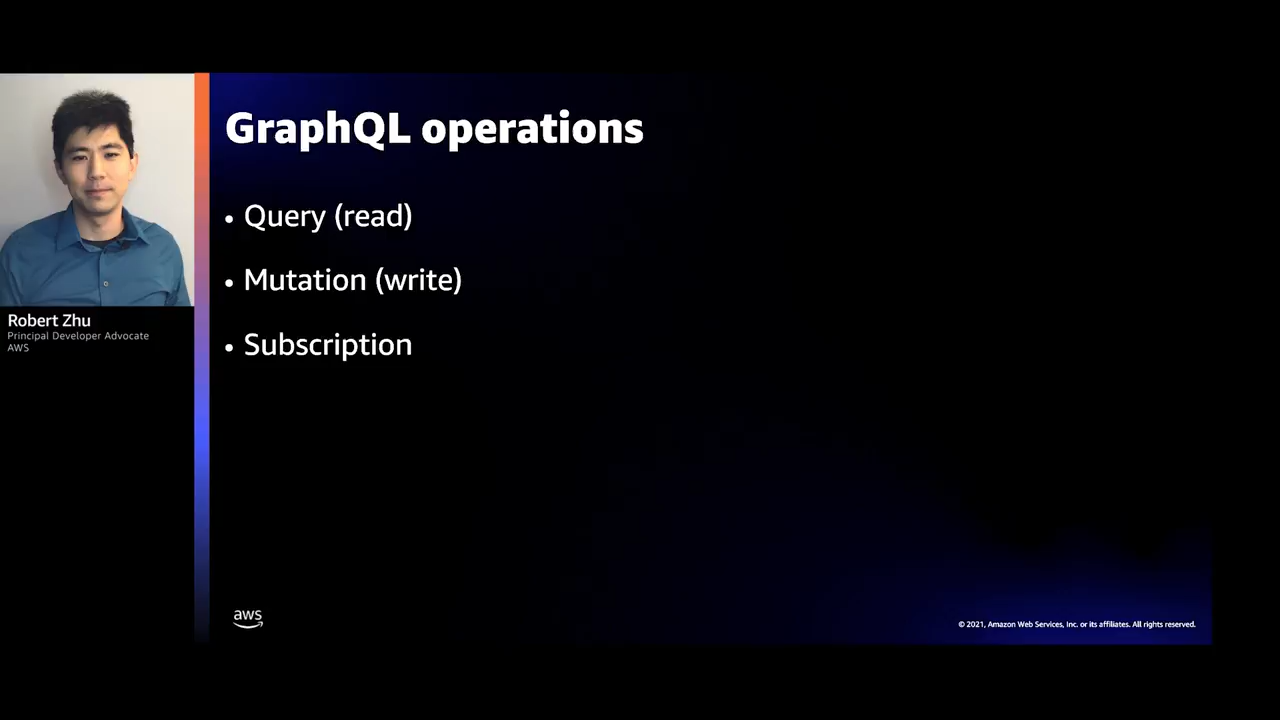 GraphQL operations
• Query (read)
• Mutation (write)
• Subscription
Robert Zhu
Principal Developer Advocate
AWS
aws
© 2021, Amazon Web Services, Inc. or its affiliates. All rights reserved.